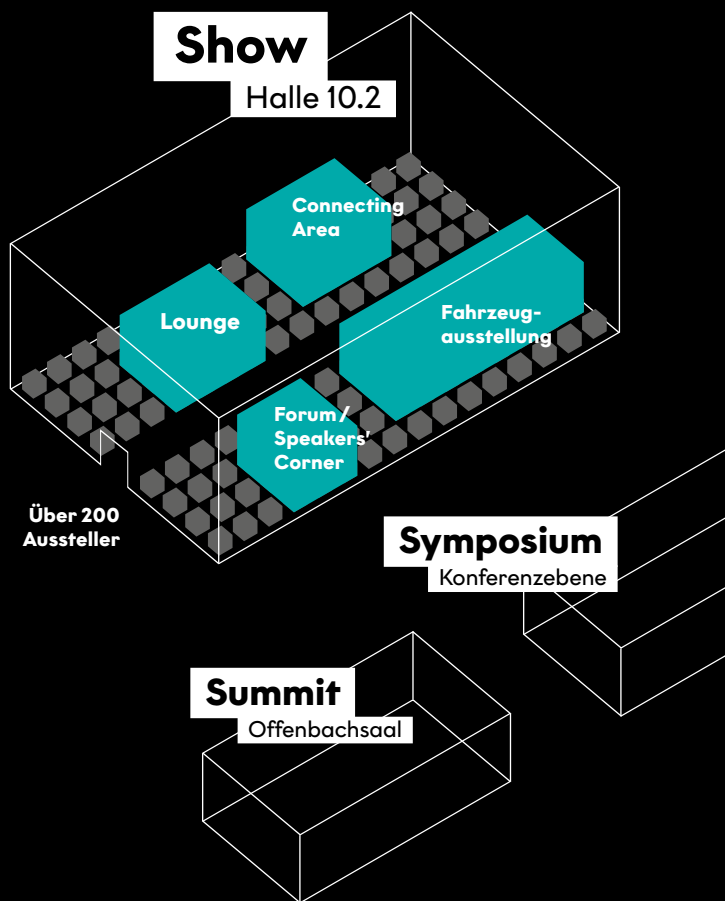 Show
Halle 10.2
Connecting
Area
Lounge
Fahrzeug-
ausstellung
Forum/
Speakers'
Corner
Über 200
Aussteller
Symposium
Konferenzebene
Summit
Offenbachsaal